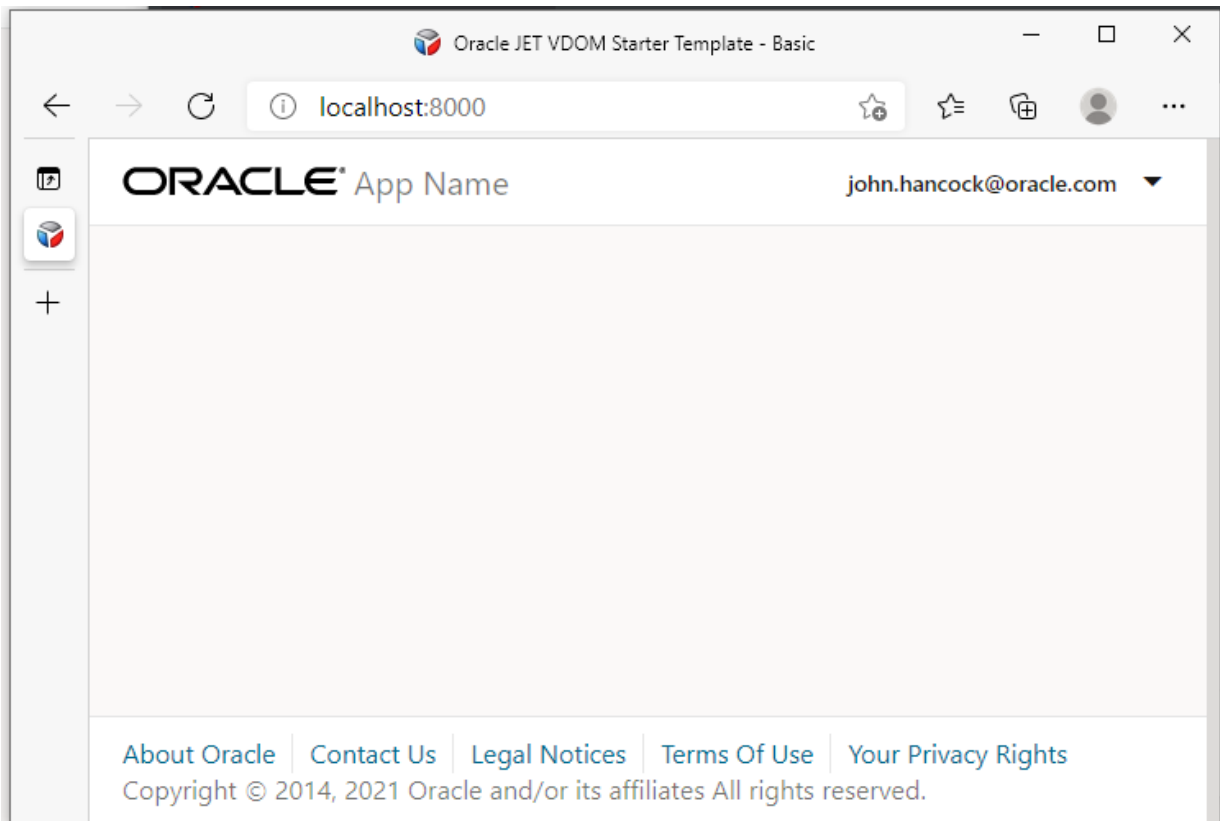 Oracle JET VDOM Starter Template - Basic
localhost:8000
ORACLE® App Name
john.hancock@oracle.com
About Oracle Contact Us Legal Notices Terms Of Use Your Privacy Rights
Copyright © 2014, 2021 Oracle and/or its affiliates All rights reserved.